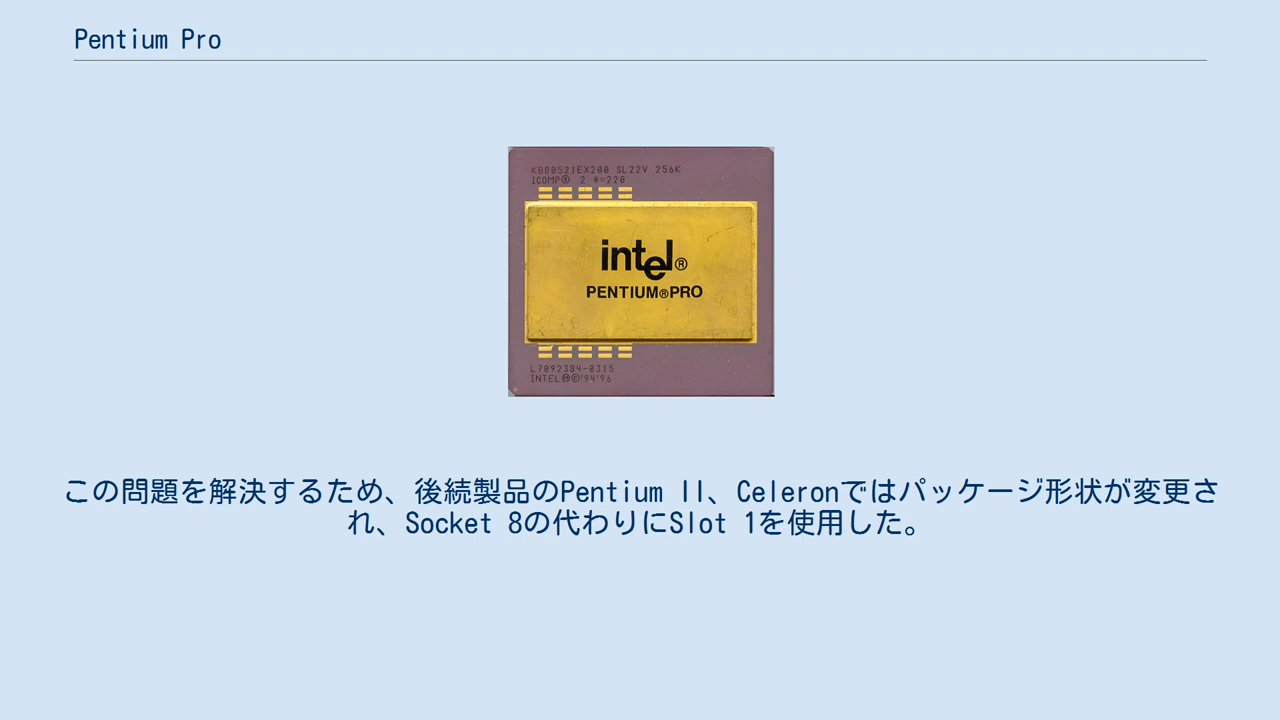 Pentium Pro
KB80521EX200 SL22V 256K
ICOMP® 2 #=220
intel®
PENTIUM®PRO
L7092384-0315
INTELⓂ©'94'96
この問題を解決するため、後続製品のPentium II、Celeronではパッケージ形状が変更さ
れ、Socket 8の代わりにSlot 1を使用した。